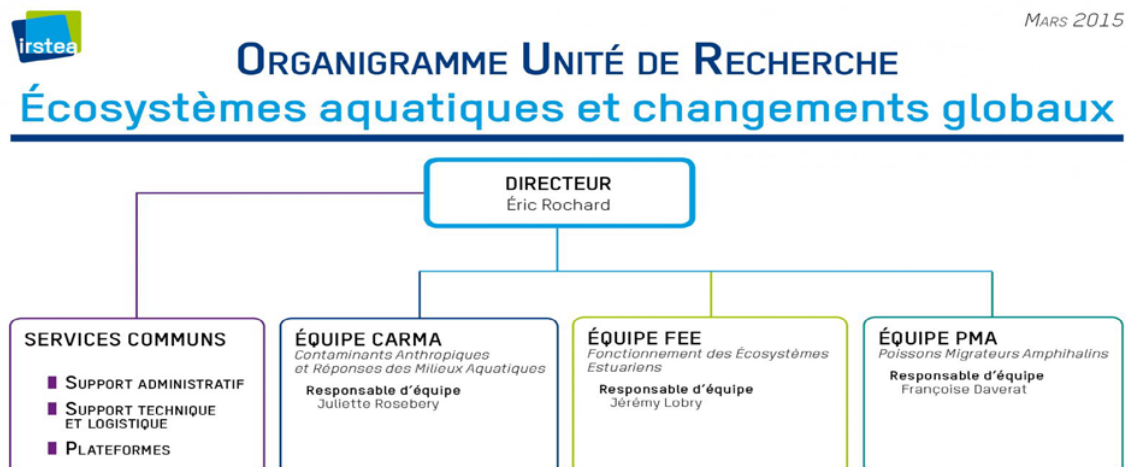 irstea
MARS 2015
ORGANIGRAMME UNITÉ DE RECHERCHE
Écosystèmes aquatiques et changements globaux
DIRECTEUR
Éric Rochard
SERVICES COMMUNS
SUPPORT ADMINISTRATIF
SUPPORT TECHNIQUE
ET LOGISTIQUE
PLATEFORMES
ÉQUIPE CARMA
Contaminants Anthropiques
et Réponses des Milieux Aquatiques
Responsable d'équipe
Juliette Rosebery
ÉQUIPE FEE
Fonctionnement des Écosystèmes
Estuariens
Responsable d'équipe
Jérémy Lobry
ÉQUIPE PMA
Poissons Migrateurs Amphihalins
Responsable d'équipe
Françoise Daverat